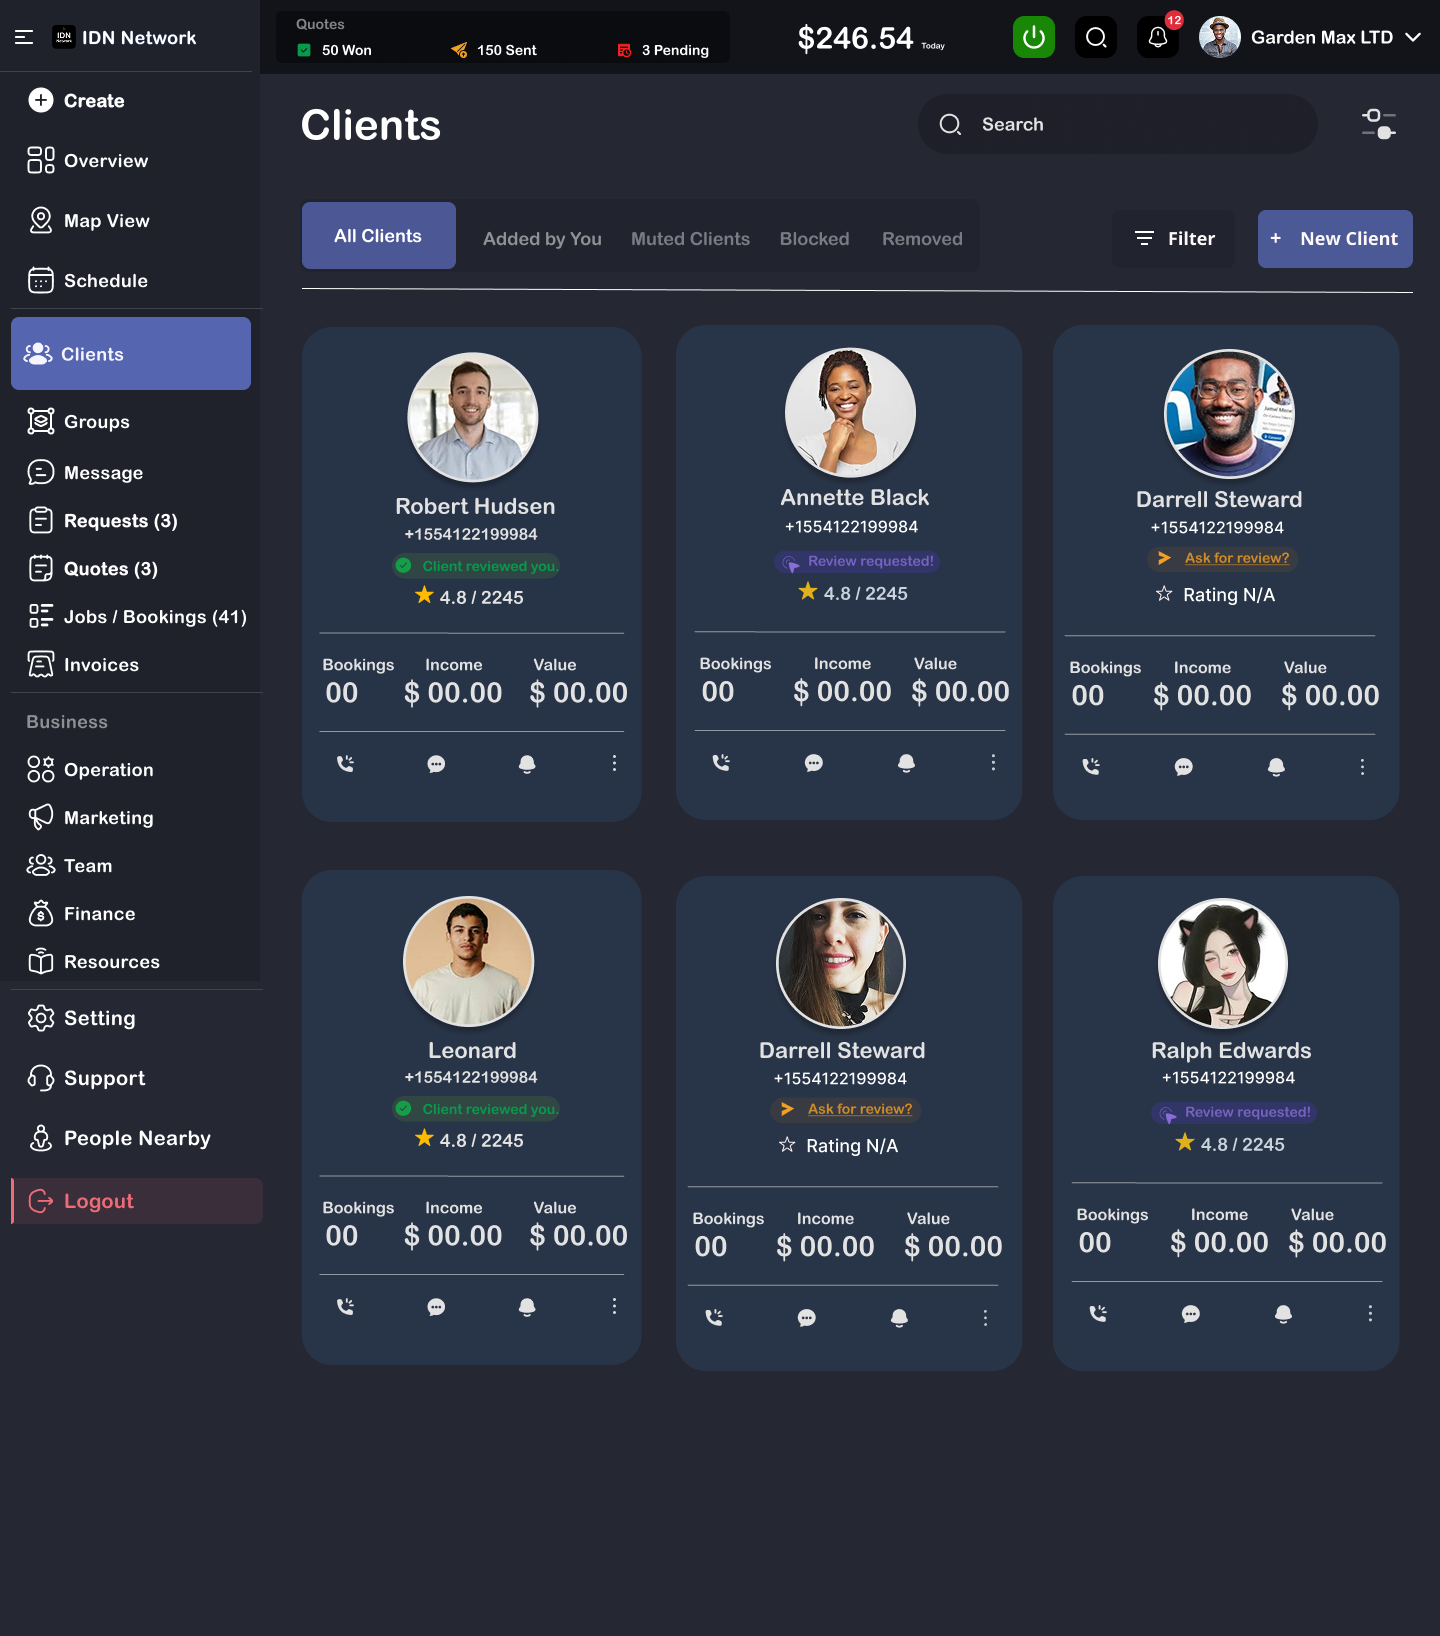 IDN Network
Quotes
50 Won
150 Sent
3 Pending
$246.54 Today
12
Garden Max LTD
Create
Overview
Map View
Schedule
Clients
Groups
Message
Requests (3)
Quotes (3)
Jobs / Bookings (41)
Invoices
Business
Operation
Marketing
Team
Finance
Resources
Setting
Support
People Nearby
Logout
Clients
Search
All Clients
Added by You
Muted Clients
Blocked
Removed
Filter
+ New Client
Robert Hudsen
+1554122199984
Client reviewed you.
4.8 / 2245
Bookings Income Value
00 $ 00.00 $ 00.00
Annette Black
+1554122199984
Review requested!
4.8 / 2245
Bookings Income Value
00 $ 00.00 $ 00.00
Darrell Steward
+1554122199984
Ask for review?
Rating N/A
Bookings Income Value
00 $ 00.00 $ 00.00
Leonard
+1554122199984
Client reviewed you.
4.8 / 2245
Bookings Income Value
00 $ 00.00 $ 00.00
Darrell Steward
+1554122199984
Ask for review?
Rating N/A
Bookings Income Value
00 $ 00.00 $ 00.00
Ralph Edwards
+1554122199984
Review requested!
4.8 / 2245
Bookings Income Value
00 $ 00.00 $ 00.00